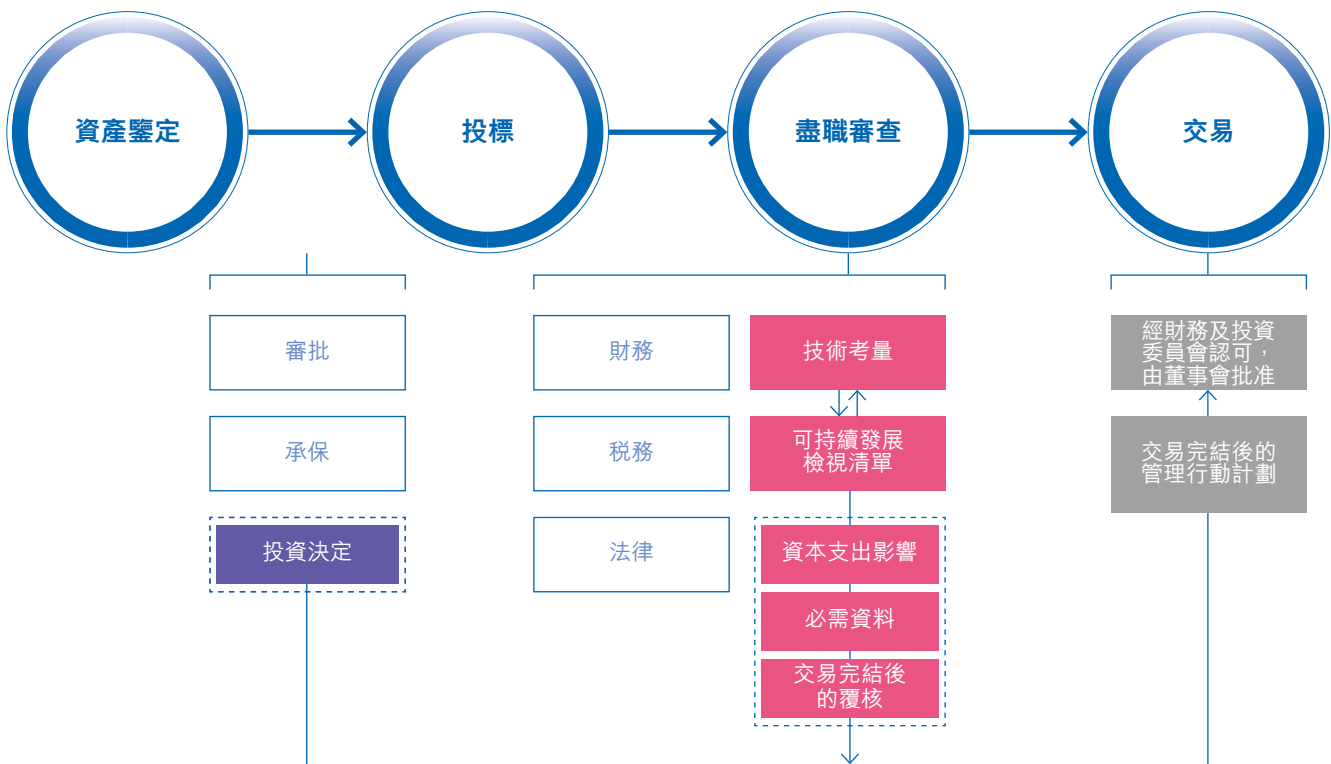 資產鑒定
投標
盡職審查
交易
審批
承保
投資決定
財務
税務
法律
技術考量
可持續發展
檢視清單
資本支出影響
必需資料
交易完結後
的覆核
經財務及投資
委員會認可，
由董事會批准
交易完結後的
管理行動計劃